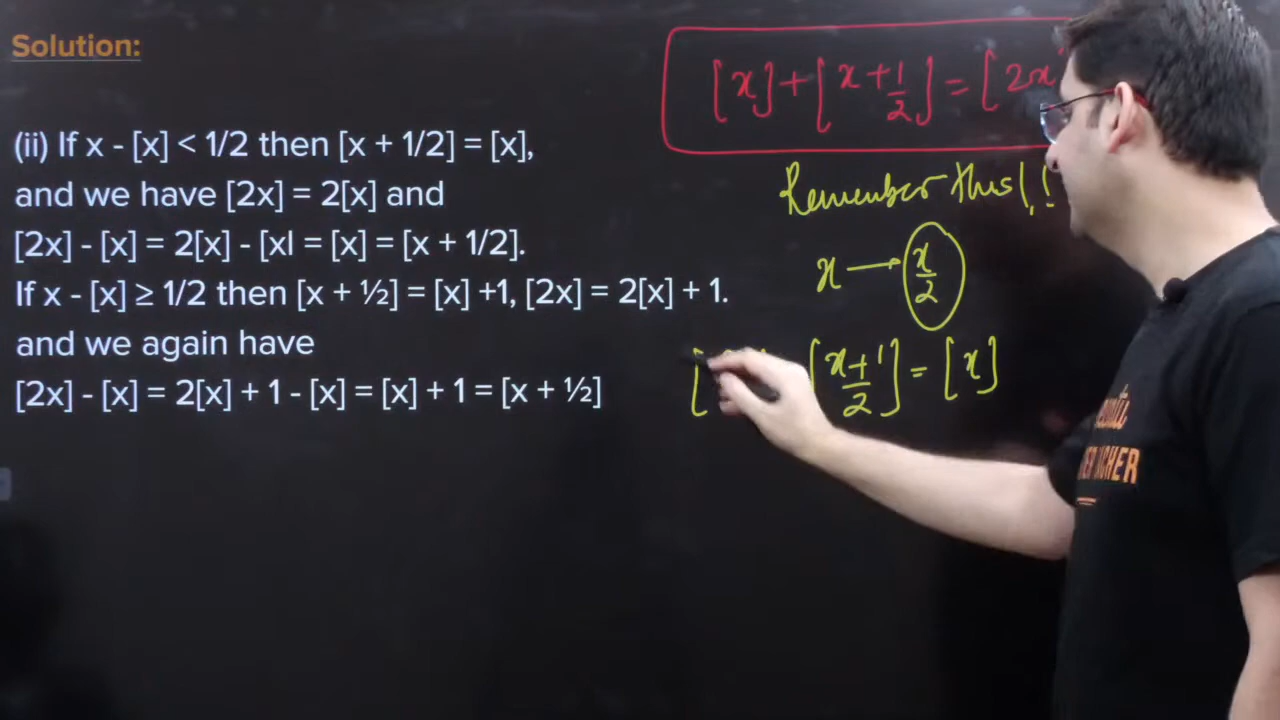 Solution:
(ii) If x - [x] < 1/2 then [x + 1/2] = [x],
and we have [2x] = 2[x] and
[2x] - [x] = 2[x] - [xl = [x] = [x + 1/2].
If x - [x] ≥ 1/2 then [x + ½] = [x] +1, [2x] = 2[x] + 1.
and we again have
[2x] - [x] = 2[x] + 1 - [x] = [x] + 1 = [x + ½]
[x] + [x + 1/2] = [2x
Remember this!!
x → x/2
[ [x+1/2] = [x]